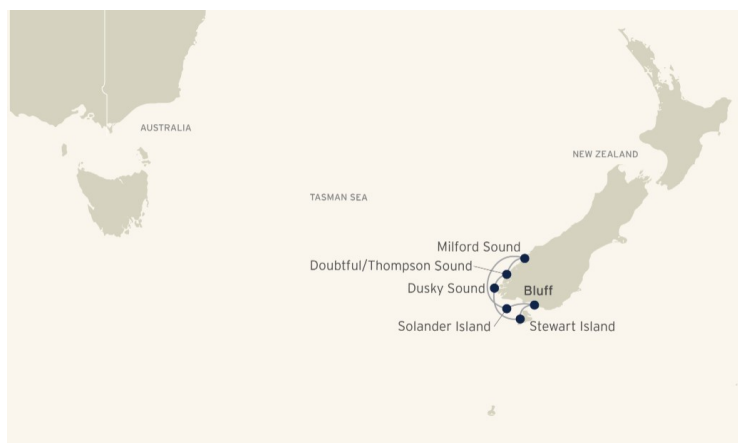 AUSTRALIA
NEW ZEALAND
TASMAN SEA
Milford Sound
Doubtful/Thompson Sound
Dusky Sound
Bluff
Solander Island
Stewart Island